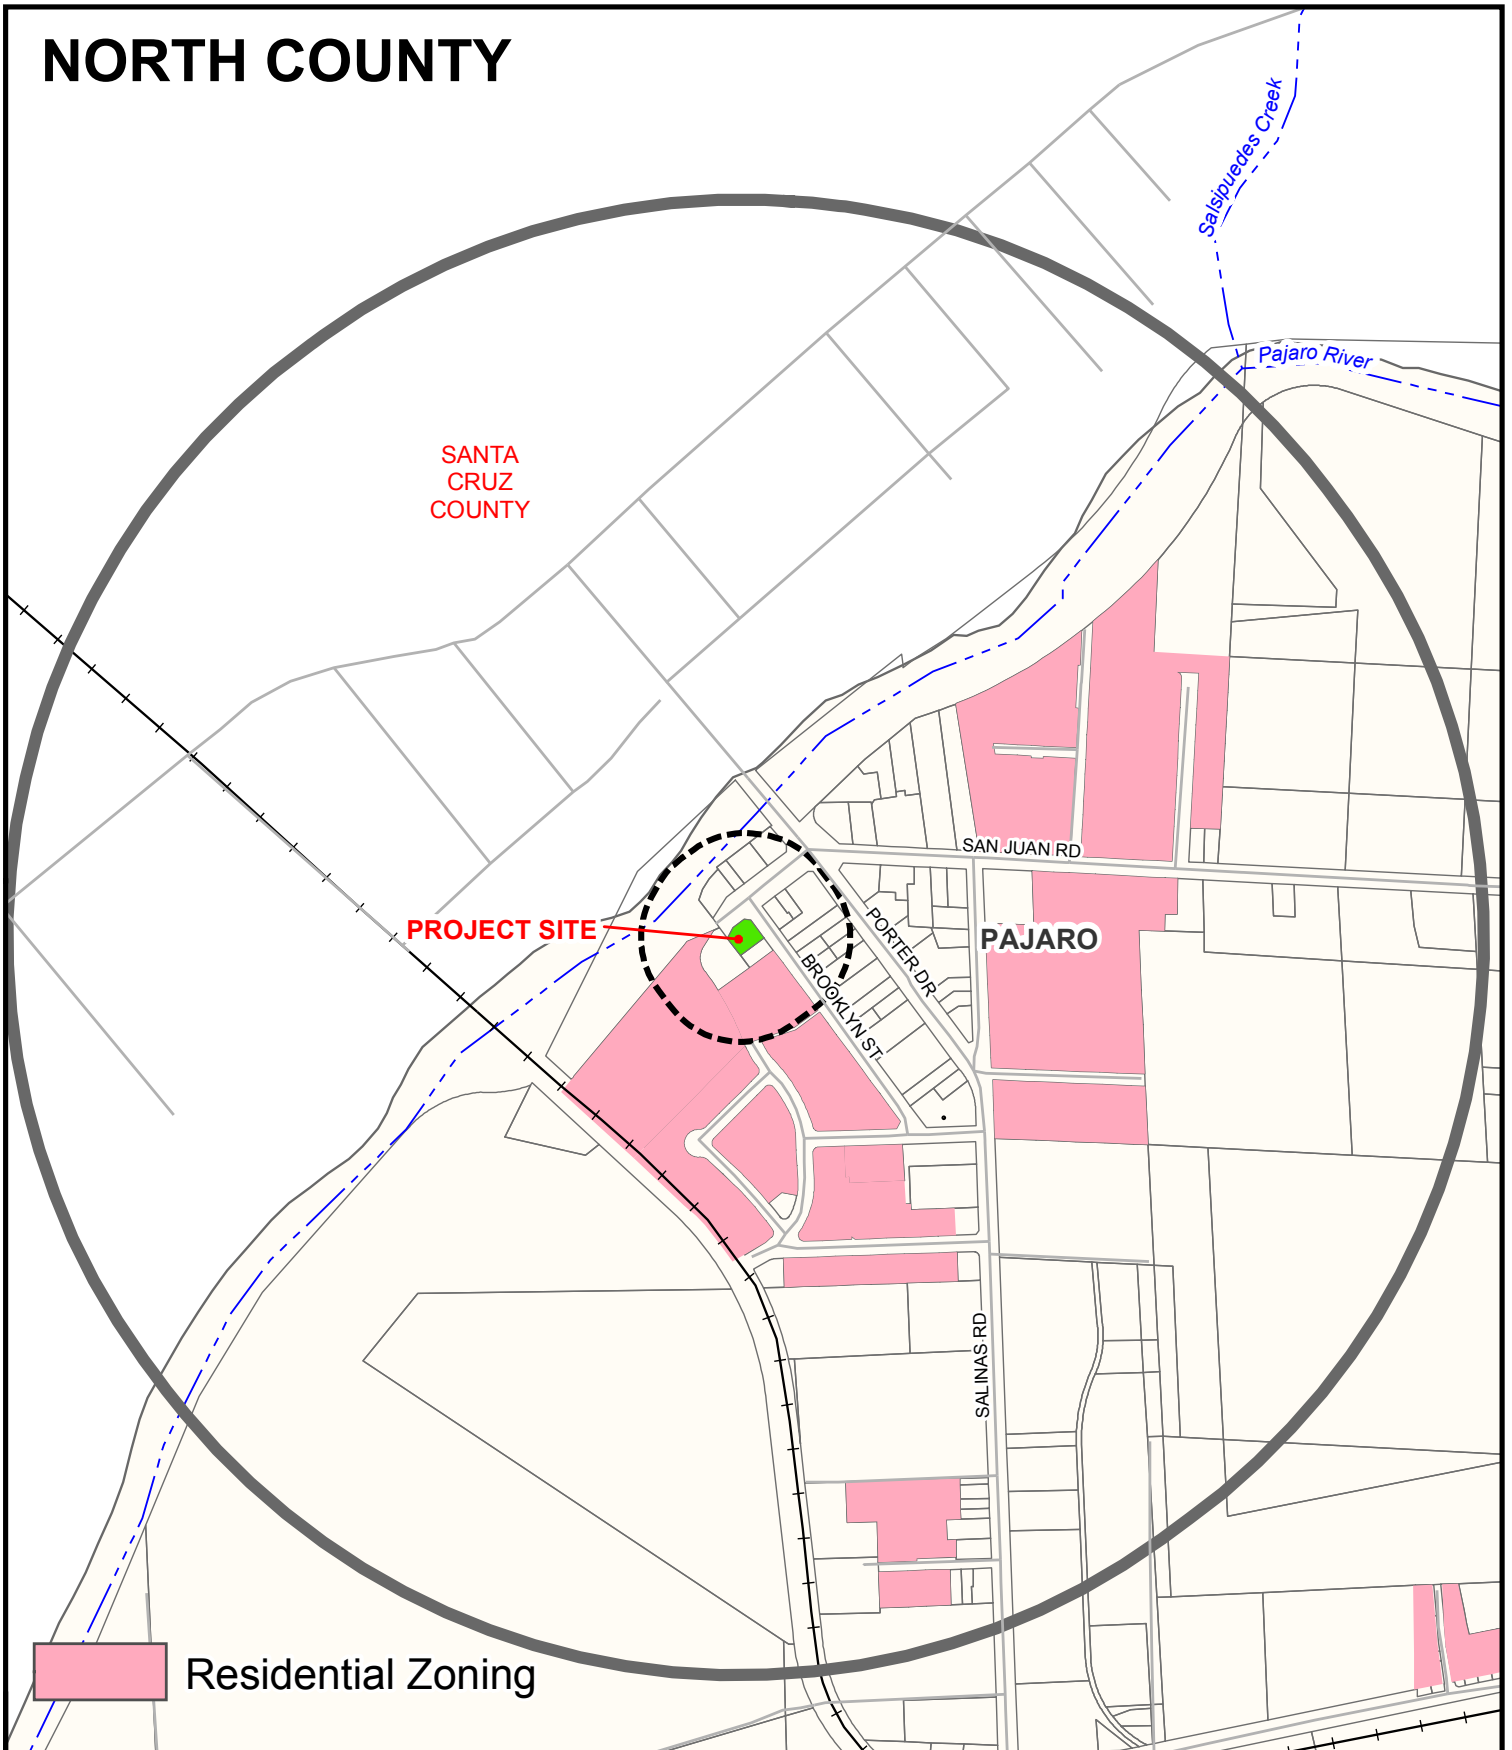 NORTH COUNTY
Salsipuedes Creek
Pajaro River
SANTA
CRUZ
COUNTY
SAN JUAN RD
PROJECT SITE
PORTER DR
PAJARO
BROOKLYN ST
SALINAS RD
Residential Zoning